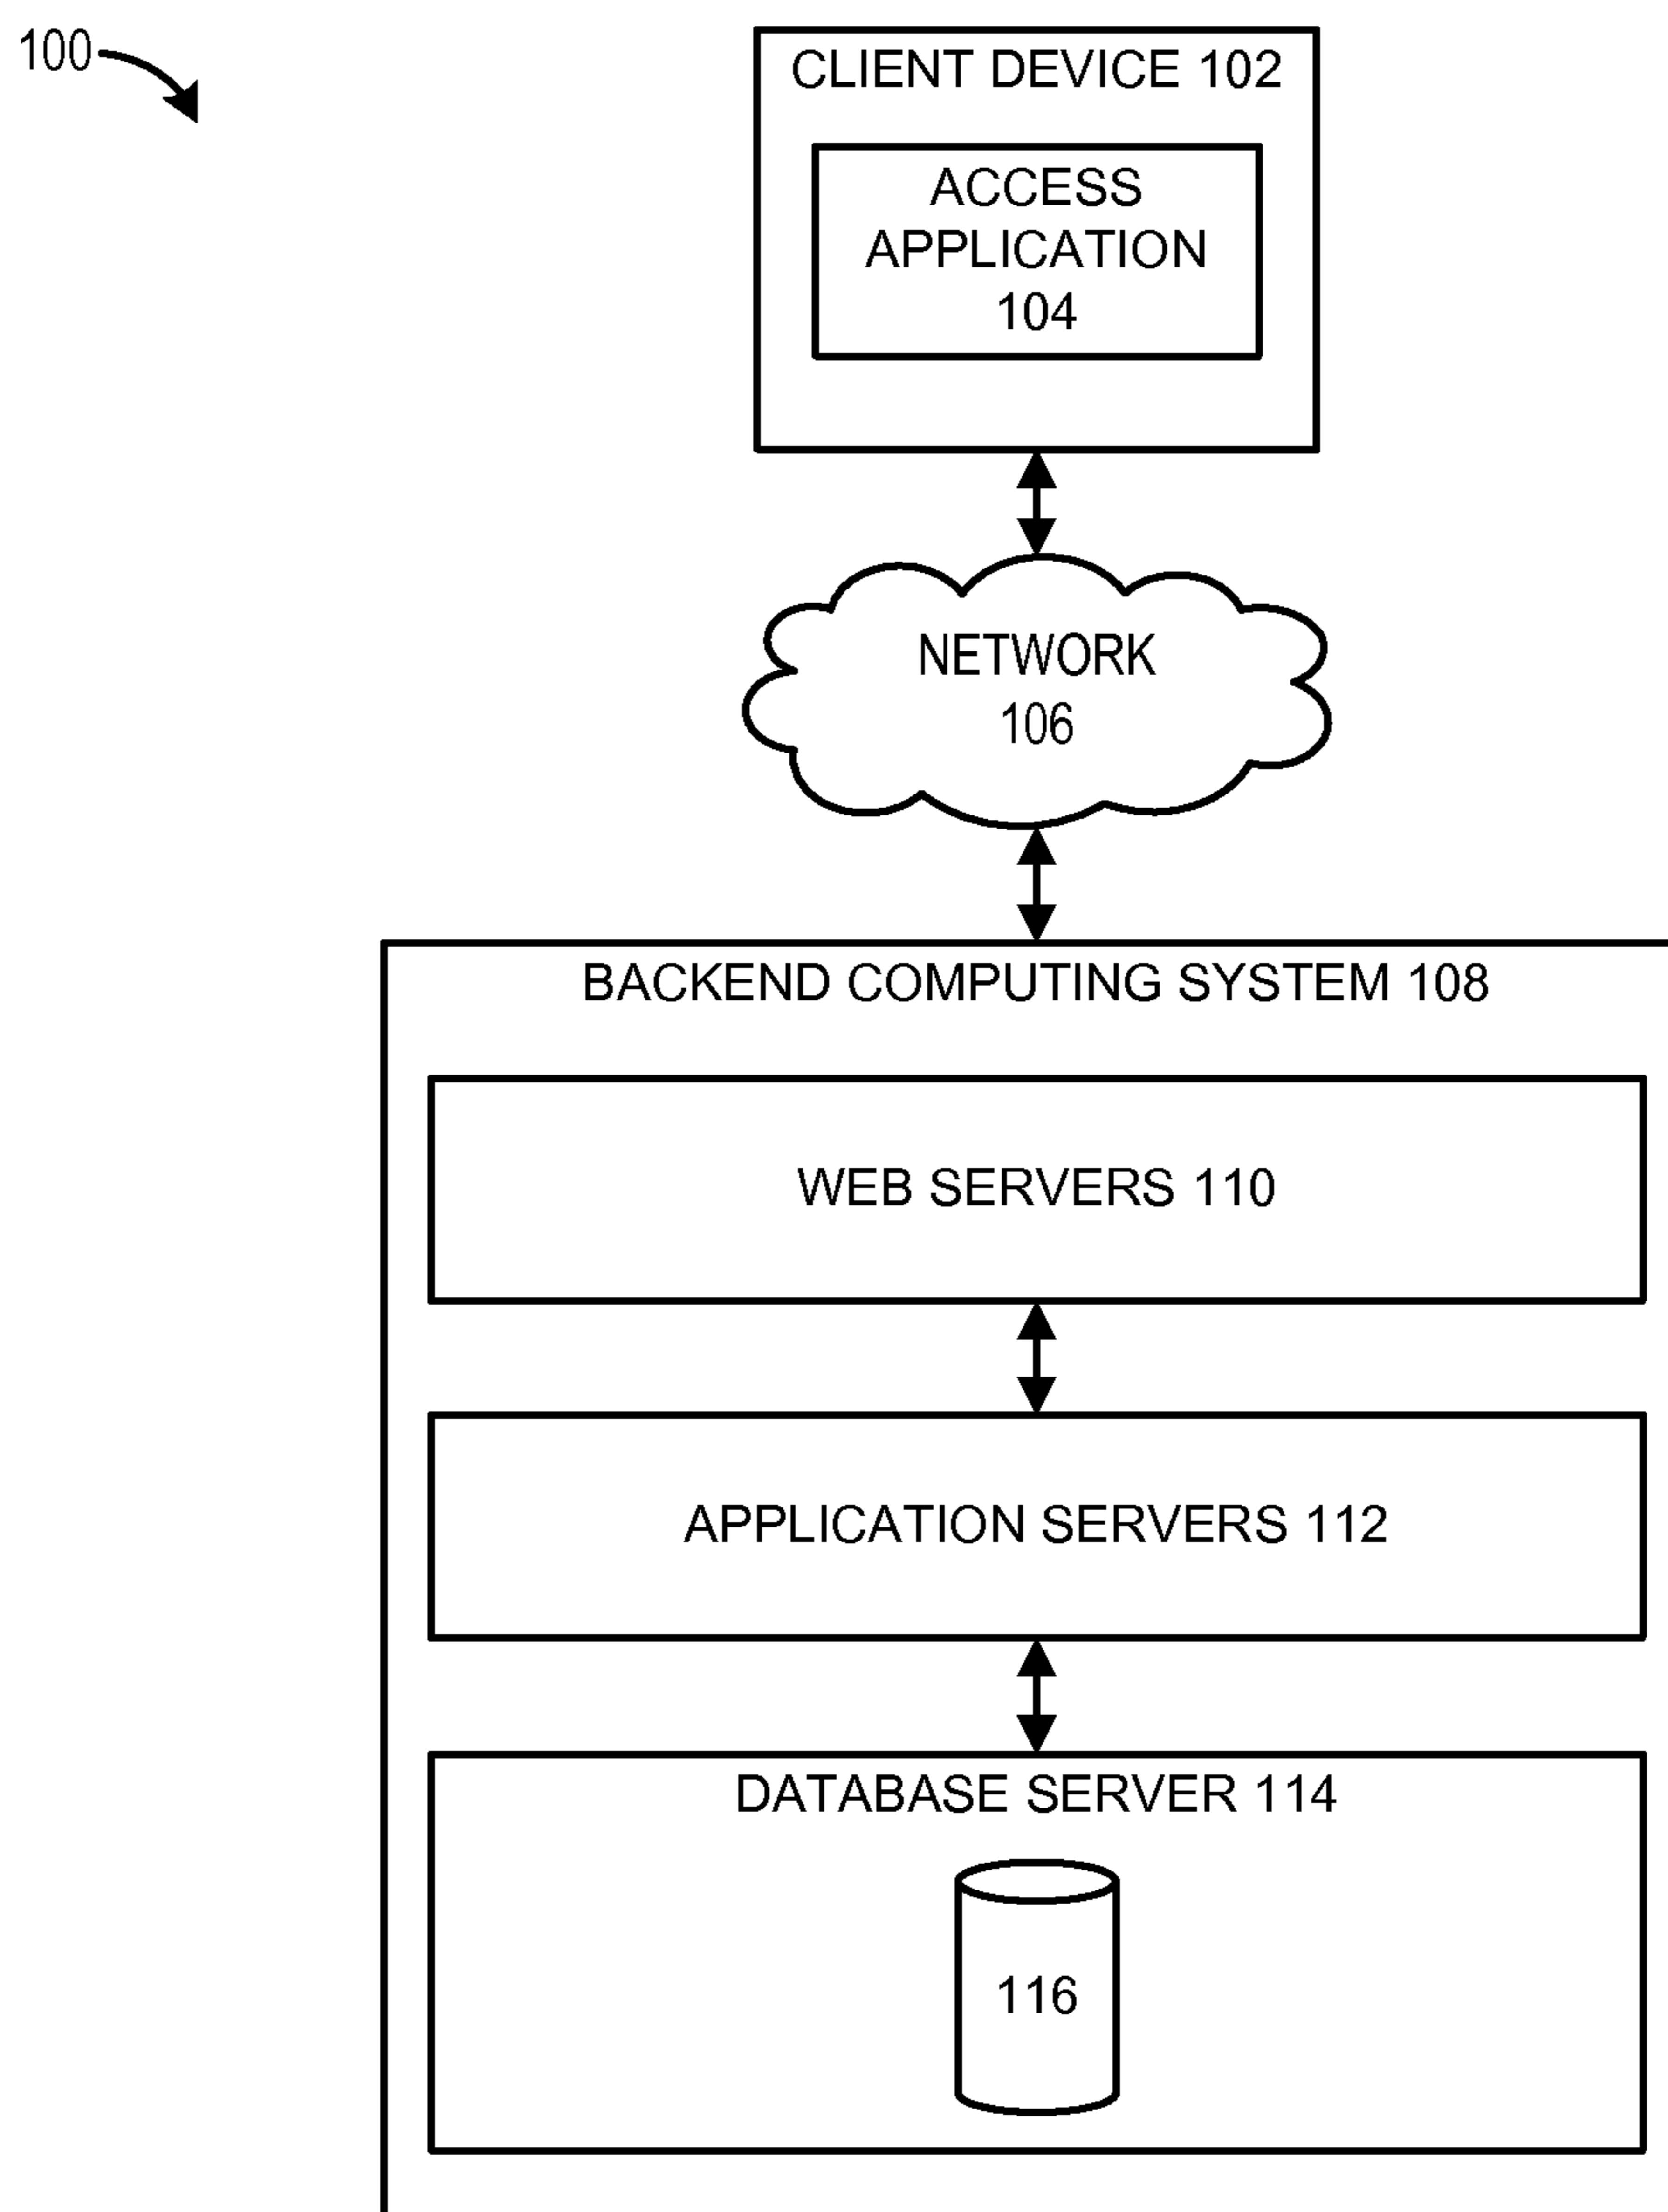 100
CLIENT DEVICE 102
ACCESS
APPLICATION
104
NETWORK
106
BACKEND COMPUTING SYSTEM 108
WEB SERVERS 110
APPLICATION SERVERS 112
DATABASE SERVER 114
116